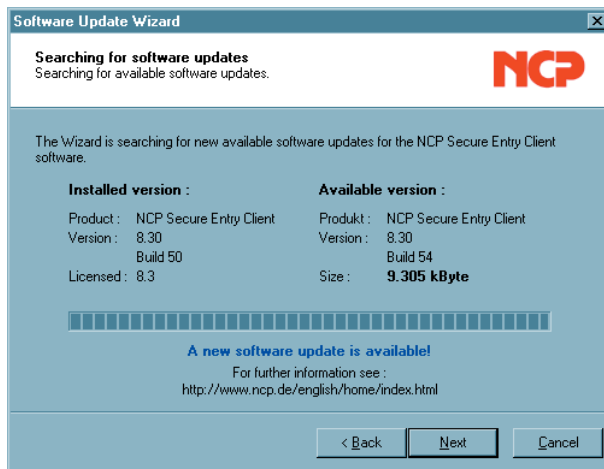 Software Update Wizard
Searching for software updates
Searching for available software updates.
NCP
The Wizard is searching for new available software updates for the NCP Secure Entry Client
software.
Installed version :
Product : NCP Secure Entry Client
Version : 8.30
Build 50
Licensed : 8.3
Available version :
Produkt : NCP Secure Entry Client
Version : 8.30
Build 54
Size : 9.305 kByte
A new software update is available!
For further information see :
http://www.ncp.de/english/home/index.html
< Back
Next
Cancel